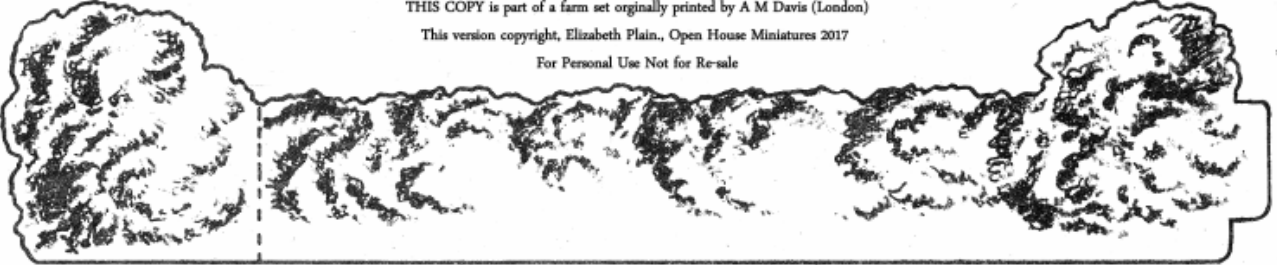 THIS COPY is part of a farm set orginally printed by A M Davis (London)
This version copyright, Elizabeth Plain., Open House Miniatures 2017
For Personal Use Not for Re-sale